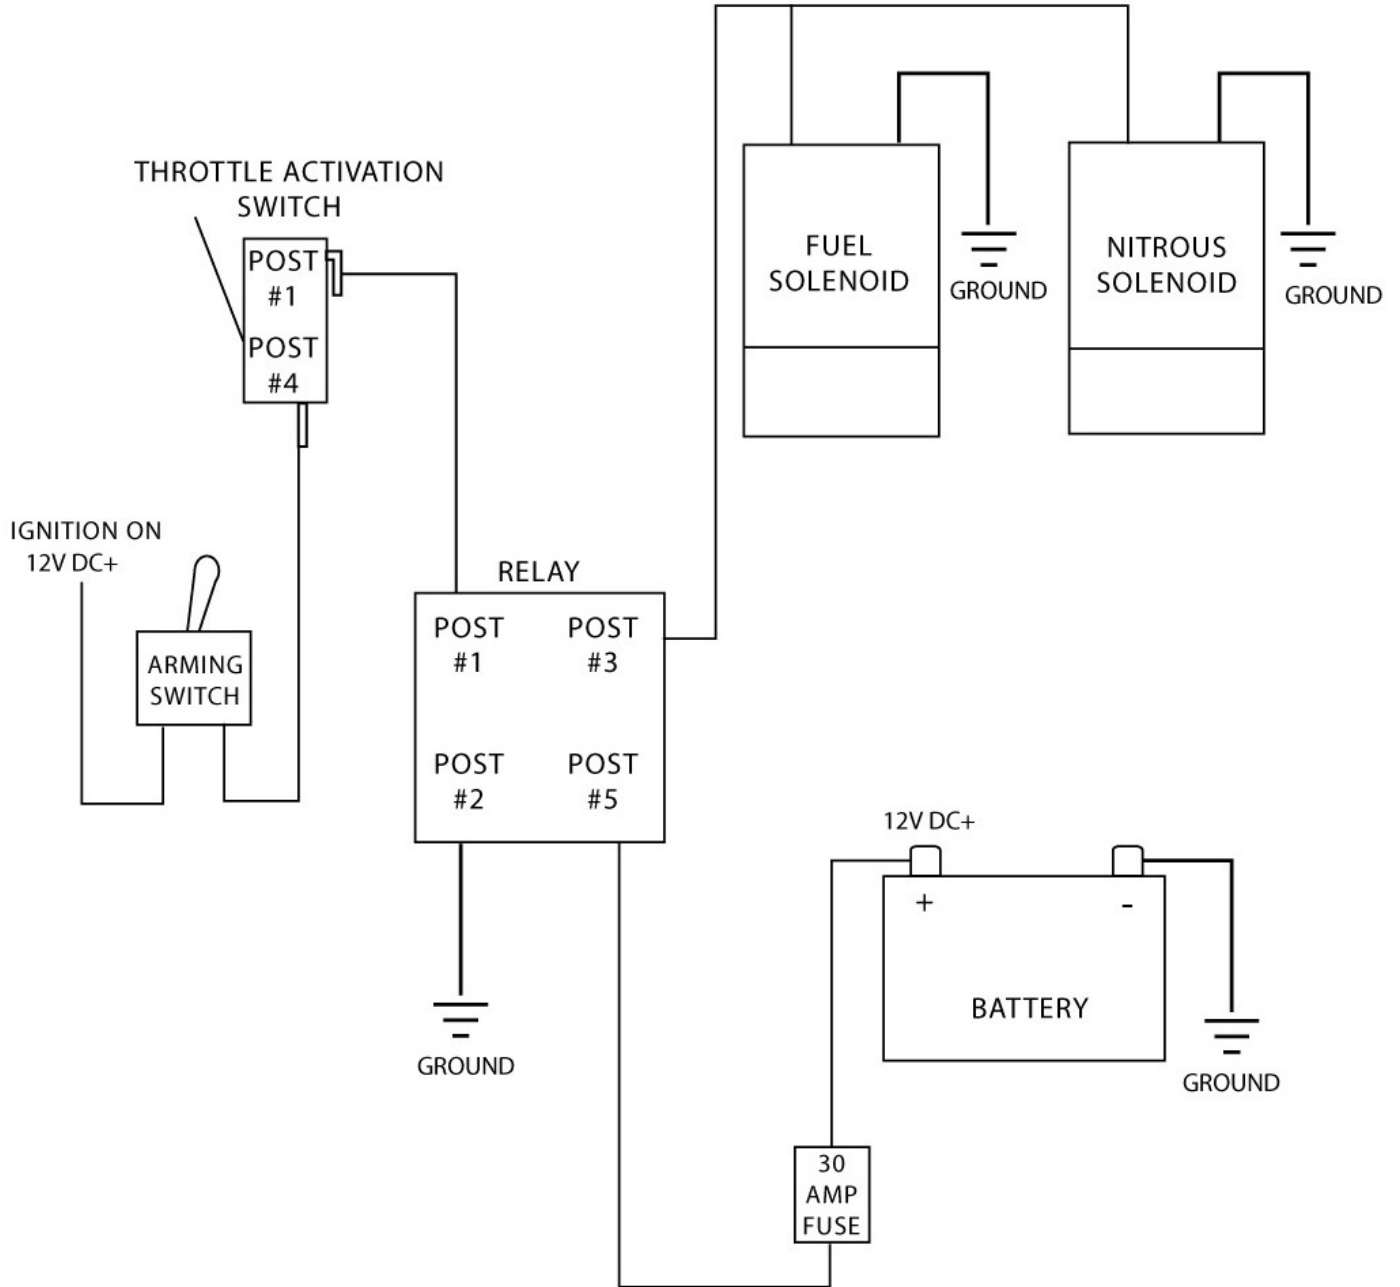 THROTTLE ACTIVATION
SWITCH
POST
#1
POST
#4
FUEL
SOLENOID
GROUND
NITROUS
SOLENOID
GROUND
IGNITION ON
12V DC+
ARMING
SWITCH
RELAY
POST
#1
POST
#3
POST
#2
POST
#5
GROUND
12V DC+
+
-
BATTERY
GROUND
30
AMP
FUSE